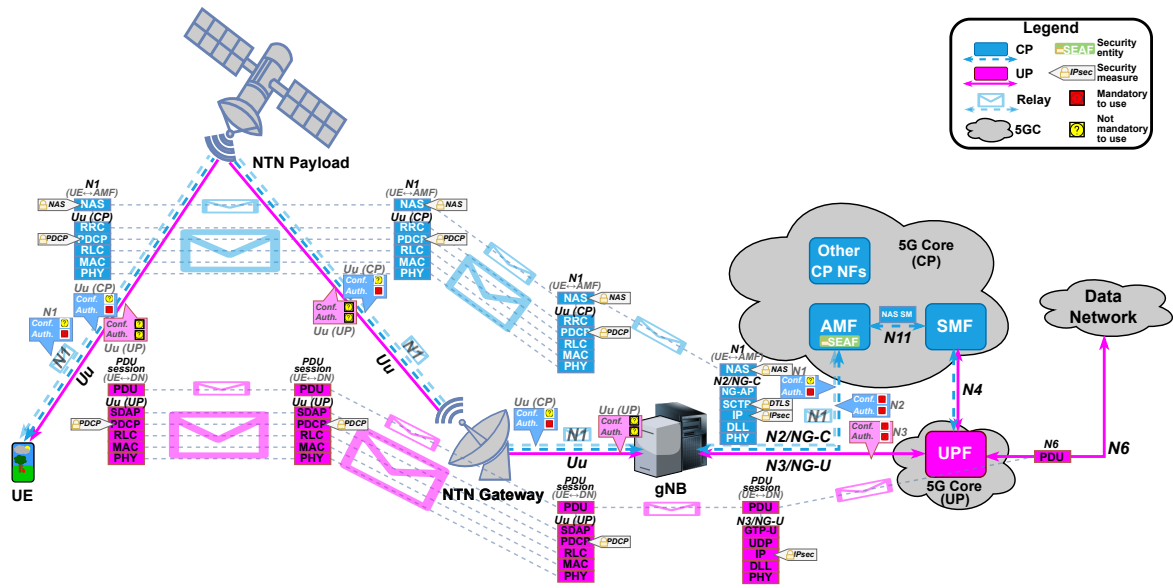 Legend
CP
SEAF
Security
entity
UP
IPsec
Security
measure
Relay
Mandatory
to use
5GC
?
Not
mandatory
to use
NTN Payload
N1
(UE↔AMF)
NAS
NAS
Uu (CP)
RRC
PDCP
PDCP
RLC
MAC
PHY
N1
(UE↔AMF)
NAS
NAS
Uu (CP)
RRC
PDCP
PDCP
RLC
MAC
PHY
Uu (CP)
Conf. ?
Auth.
N1
Conf. ?
Auth.
Conf. ?
Auth. ?
Uu (UP)
N1
Uu
Uu (CP)
Conf. ?
Auth.
Conf. ?
Auth. ?
Uu (UP)
N1
Uu
N1
(UE↔AMF)
NAS
NAS
Uu (CP)
RRC
PDCP
PDCP
RLC
MAC
PHY
Other
CP NFs
5G Core
(CP)
AMF
SEAF
NAS SM
N11
SMF
Data
Network
N1
(UE↔AMF)
NAS
NAS
N2/NG-C
NG-AP
SCTP
DTLS
IP
IPsec
DLL
PHY
N1
Conf. ?
Auth.
Conf.
Auth.
N2
N1
N2/NG-C
Conf.
Auth.
N3
N3/NG-U
N4
UPF
5G Core
(UP)
N6
PDU
N6
PDU
session
(UE↔DN)
PDU
Uu (UP)
SDAP
PDCP
PDCP
RLC
MAC
PHY
PDU
session
(UE↔DN)
PDU
Uu (UP)
SDAP
PDCP
PDCP
RLC
MAC
PHY
UE
NTN Gateway
Uu (CP)
Conf. ?
Auth.
N1
Uu
Uu (UP)
Conf. ?
Auth. ?
gNB
PDU
session
(UE↔DN)
PDU
Uu (UP)
SDAP
PDCP
PDCP
RLC
MAC
PHY
PDU
session
(UE↔DN)
PDU
N3/NG-U
GTP-U
UDP
IP
IPsec
DLL
PHY